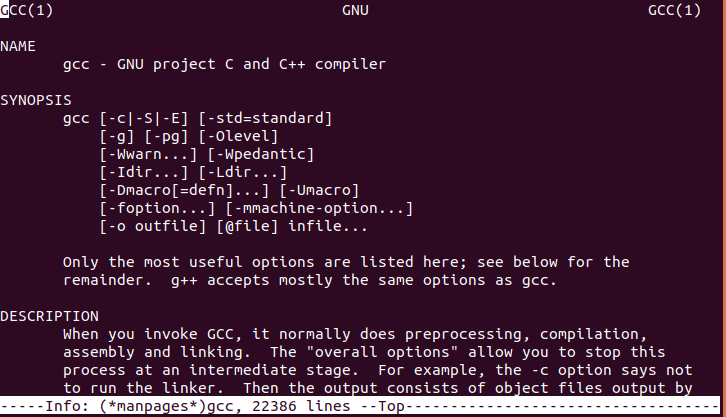 GCC(1) GNU GCC(1)
NAME
gcc - GNU project C and C++ compiler
SYNOPSIS
gcc [-c|-S|-E] [-std=standard]
[-g] [-pg] [-Olevel]
[-Wwarn...] [-Wpedantic]
[-Idir...] [-Ldir...]
[-Dmacro[=defn]...] [-Umacro]
[-foption...] [-mmachine-option...]
[-o outfile] [@file] infile...
Only the most useful options are listed here; see below for the
remainder.  g++ accepts mostly the same options as gcc.
DESCRIPTION
When you invoke GCC, it normally does preprocessing, compilation,
assembly and linking.  The "overall options" allow you to stop this
process at an intermediate stage.  For example, the -c option says not
to run the linker.  Then the output consists of object files output by
-----Info: (*manpages*)gcc, 22386 lines --Top-----------------------------------